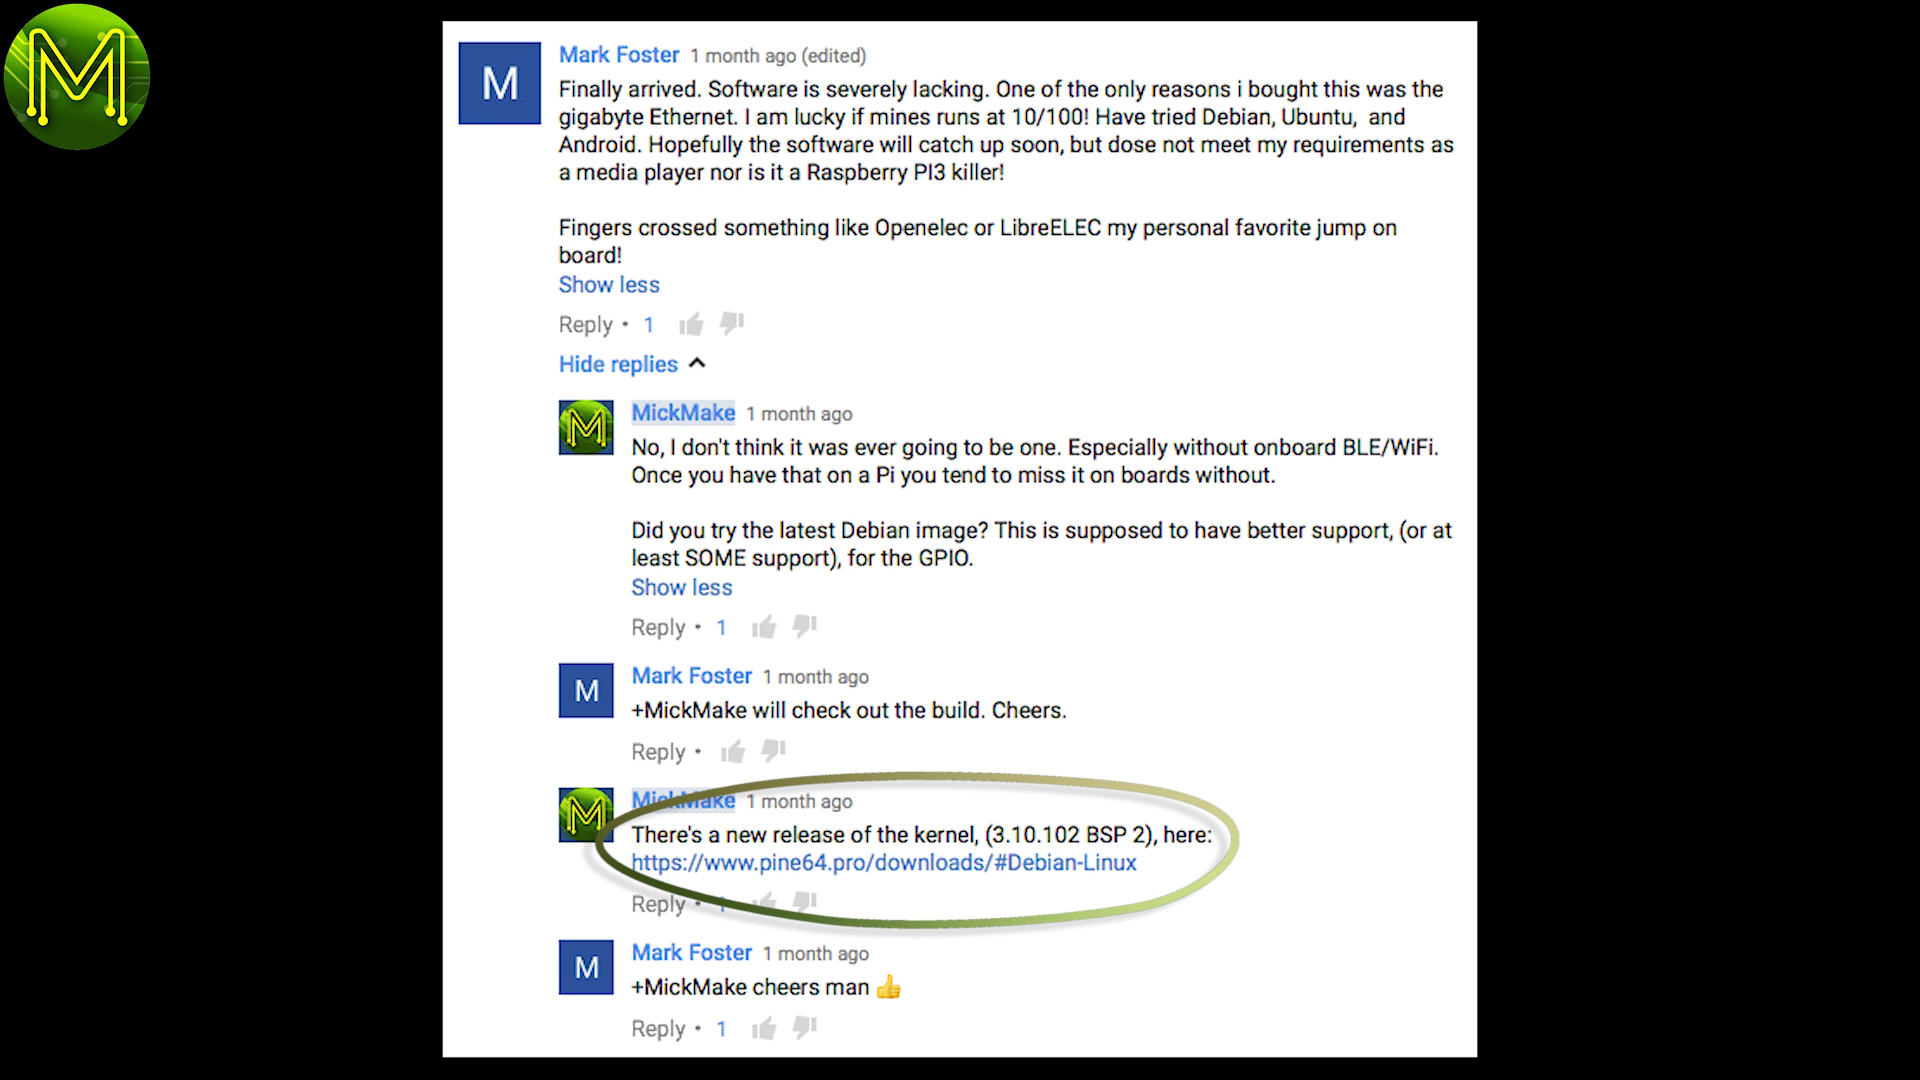 M
M
Mark Foster 1 month ago (edited)
Finally arrived. Software is severely lacking. One of the only reasons i bought this was the
gigabyte Ethernet. I am lucky if mines runs at 10/100! Have tried Debian, Ubuntu, and
Android. Hopefully the software will catch up soon, but dose not meet my requirements as
a media player nor is it a Raspberry PI3 killer!
Fingers crossed something like Openelec or LibreELEC my personal favorite jump on
board!
Show less
Reply • 1
Hide replies
M
MickMake 1 month ago
No, I don't think it was ever going to be one. Especially without onboard BLE/WiFi.
Once you have that on a Pi you tend to miss it on boards without.
Did you try the latest Debian image? This is supposed to have better support, (or at
least SOME support), for the GPIO.
Show less
Reply • 1
M
Mark Foster 1 month ago
+MickMake will check out the build. Cheers.
Reply •
M
MickMake 1 month ago
There's a new release of the kernel, (3.10.102 BSP 2), here:
https://www.pine64.pro/downloads/#Debian-Linux
Reply • 1
M
Mark Foster 1 month ago
+MickMake cheers man 👍
Reply • 1